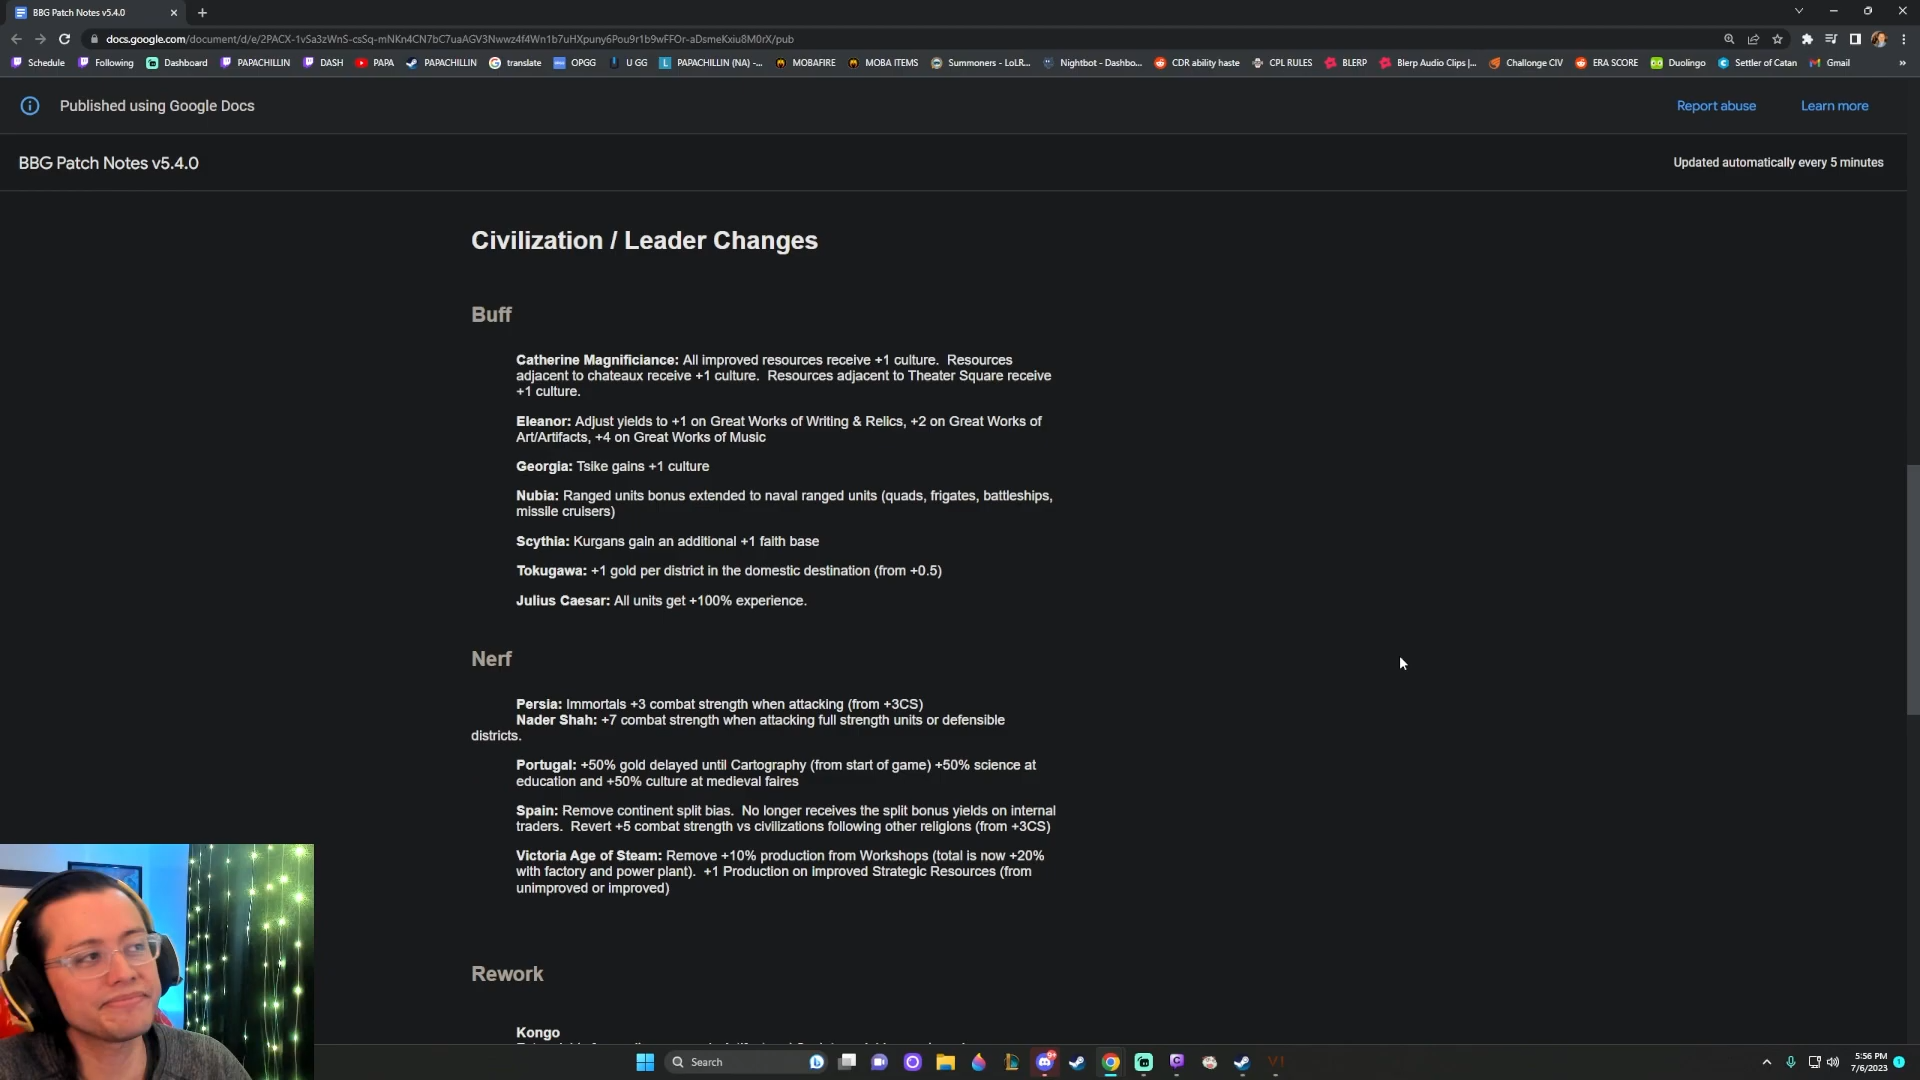 BBG Patch Notes v5.4.0
docs.google.com/document/d/e/2PACX-1vSa3zWnS-csSq-mNKn4CN7bC7uaAGV3Nwwz4f4Wn1b7uHXpuny6Pou9r1b9wFFOr-aDsmeKxiu8M0rX/pub
Schedule Following Dashboard PAPACHILLIN DASH PAPA PAPACHILLIN translate OPGG U GG PAPACHILLIN (NA) -... MOBAFIRE MOBA ITEMS Summoners - LoLR... Nightbot - Dashbo... CDR ability haste CPL RULES BLERP Blerp Audio Clips |... Challonge CIV ERA SCORE Duolingo Settler of Catan Gmail »
Published using Google Docs Report abuse Learn more
BBG Patch Notes v5.4.0 Updated automatically every 5 minutes
Civilization / Leader Changes
Buff
Catherine Magnificiance: All improved resources receive +1 culture. Resources
adjacent to chateaux receive +1 culture. Resources adjacent to Theater Square receive
+1 culture.
Eleanor: Adjust yields to +1 on Great Works of Writing & Relics, +2 on Great Works of
Art/Artifacts, +4 on Great Works of Music
Georgia: Tsike gains +1 culture
Nubia: Ranged units bonus extended to naval ranged units (quads, frigates, battleships,
missile cruisers)
Scythia: Kurgans gain an additional +1 faith base
Tokugawa: +1 gold per district in the domestic destination (from +0.5)
Julius Caesar: All units get +100% experience.
Nerf
Persia: Immortals +3 combat strength when attacking (from +3CS)
Nader Shah: +7 combat strength when attacking full strength units or defensible
districts.
Portugal: +50% gold delayed until Cartography (from start of game) +50% science at
education and +50% culture at medieval faires
Spain: Remove continent split bias. No longer receives the split bonus yields on internal
traders. Revert +5 combat strength vs civilizations following other religions (from +3CS)
Victoria Age of Steam: Remove +10% production from Workshops (total is now +20%
with factory and power plant). +1 Production on improved Strategic Resources (from
unimproved or improved)
Rework
Kongo
Search
5:56 PM
7/6/2023